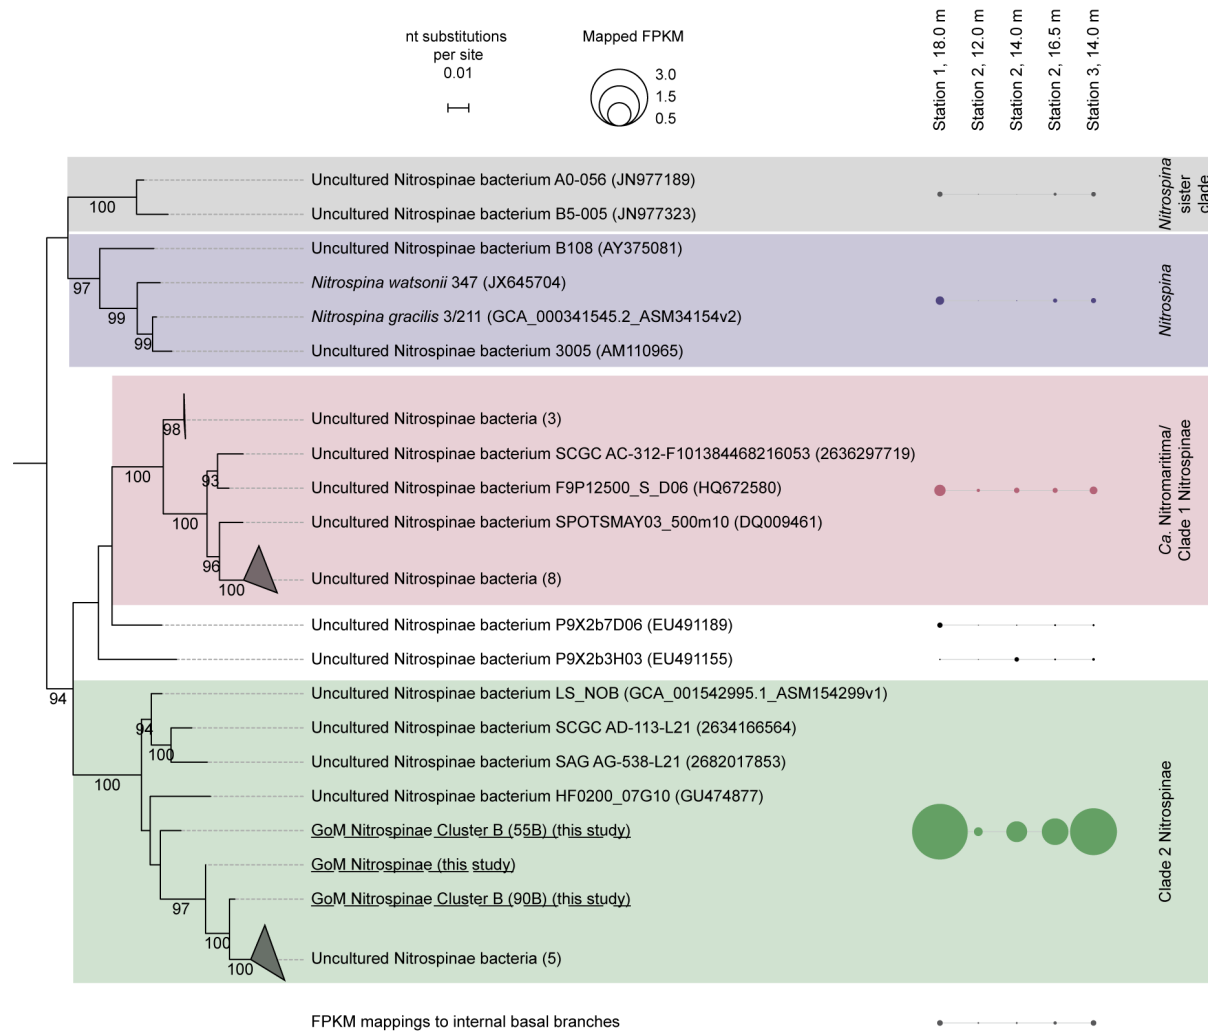 nt substitutions
per site
0.01
Mapped FPKM
3.0
1.5
0.5
Station 1, 18.0 m
Station 2, 12.0 m
Station 2, 14.0 m
Station 2, 16.5 m
Station 3, 14.0 m
Uncultured Nitrospinae bacterium A0-056 (JN977189)
100
Uncultured Nitrospinae bacterium B5-005 (JN977323)
Nitrospina
sister
clade
Uncultured Nitrospinae bacterium B108 (AY375081)
97
Nitrospina watsonii 347 (JX645704)
99
Nitrospina gracilis 3/211 (GCA_000341545.2_ASM34154v2)
99
Uncultured Nitrospinae bacterium 3005 (AM110965)
Nitrospina
Uncultured Nitrospinae bacteria (3)
98
Uncultured Nitrospinae bacterium SCGC AC-312-F101384468216053 (2636297719)
100
93
Uncultured Nitrospinae bacterium F9P12500_S_D06 (HQ672580)
100
Uncultured Nitrospinae bacterium SPOTSMAY03_500m10 (DQ009461)
96
Uncultured Nitrospinae bacteria (8)
100
Ca. Nitromaritima/
Clade 1 Nitrospinae
Uncultured Nitrospinae bacterium P9X2b7D06 (EU491189)
Uncultured Nitrospinae bacterium P9X2b3H03 (EU491155)
94
Uncultured Nitrospinae bacterium LS_NOB (GCA_001542995.1_ASM154299v1)
94
Uncultured Nitrospinae bacterium SCGC AD-113-L21 (2634166564)
100
Uncultured Nitrospinae bacterium SAG AG-538-L21 (2682017853)
100
Uncultured Nitrospinae bacterium HF0200_07G10 (GU474877)
GoM Nitrospinae Cluster B (55B) (this study)
GoM Nitrospinae (this study)
GoM Nitrospinae Cluster B (90B) (this study)
97
100
Uncultured Nitrospinae bacteria (5)
100
Clade 2 Nitrospinae
FPKM mappings to internal basal branches